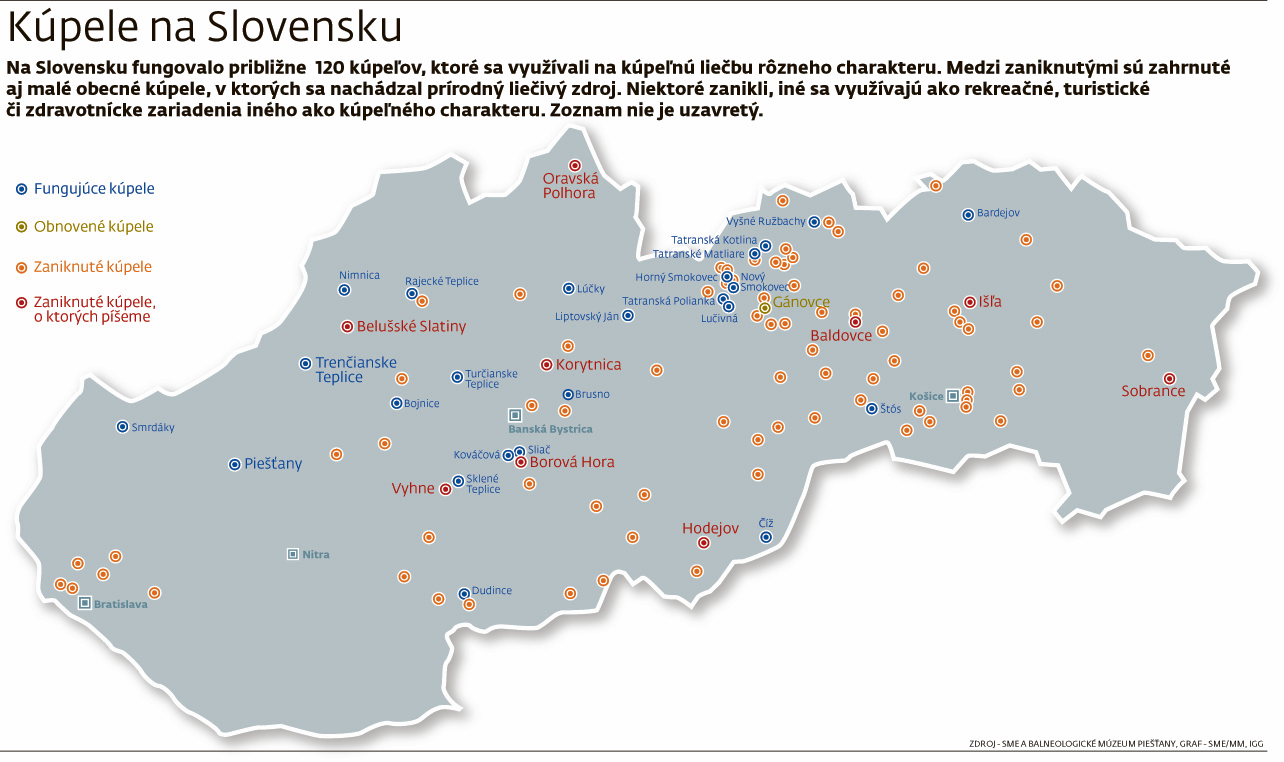 Kúpele na Slovensku
Na Slovensku fungovalo približne 120 kúpeľov, ktoré sa využívali na kúpeľnú liečbu rôzneho charakteru. Medzi zaniknutými sú zahrnuté
aj malé obecné kúpele, v ktorých sa nachádzal prírodný liečivý zdroj. Niektoré zanikli, iné sa využívajú ako rekreačné, turistické
či zdravotnícke zariadenia iného ako kúpeľného charakteru. Zoznam nie je uzavretý.
Fungujúce kúpele
Obnovené kúpele
Zaniknuté kúpele
Zaniknuté kúpele,
o ktorých píšeme
Oravská
Polhora
Vyšné Ružbachy
Bardejov
Tatranská Kotlina
Tatranské Matliare
Nimnica
Rajecké Teplice
Lúčky
Horný Smokovec
Nový
Smokovec
Tatranská Polianka
Gánovce
Išľa
Liptovský Ján
Lučivná
Belušské Slatiny
Baldovce
Trenčianske
Teplice
Turčianske
Teplice
Korytnica
Sobrance
Bojnice
Brusno
Košice
Štós
Smrdáky
Banská Bystrica
Kováčová
Sliač
Piešťany
Borová Hora
Vyhne
Sklené
Teplice
Hodejov
Číž
Nitra
Dudince
Bratislava
ZDROJ - SME A BALNEOLOGICKÉ MÚZEUM PIEŠŤANY, GRAF - SME/MM, IGG